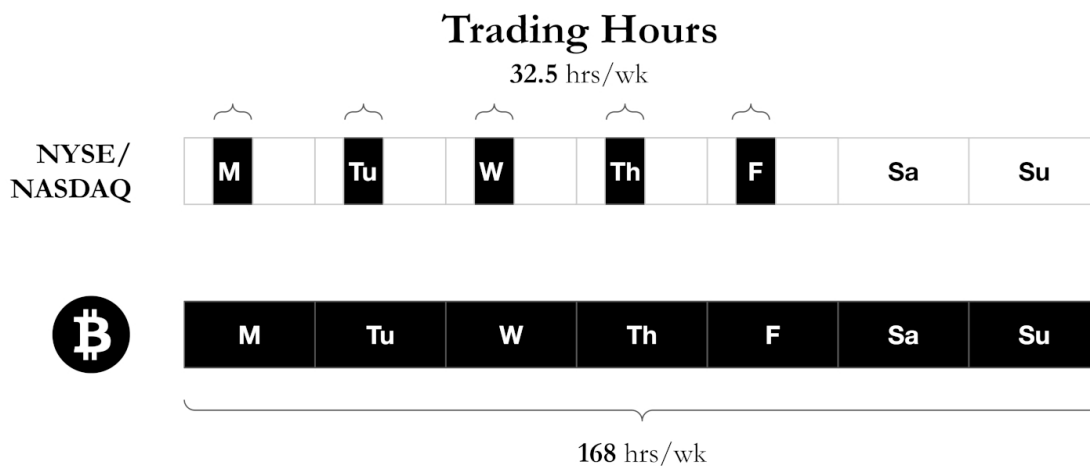 Trading Hours
32.5 hrs/wk
NYSE/
NASDAQ
M Tu W Th F Sa Su
₿
M Tu W Th F Sa Su
168 hrs/wk